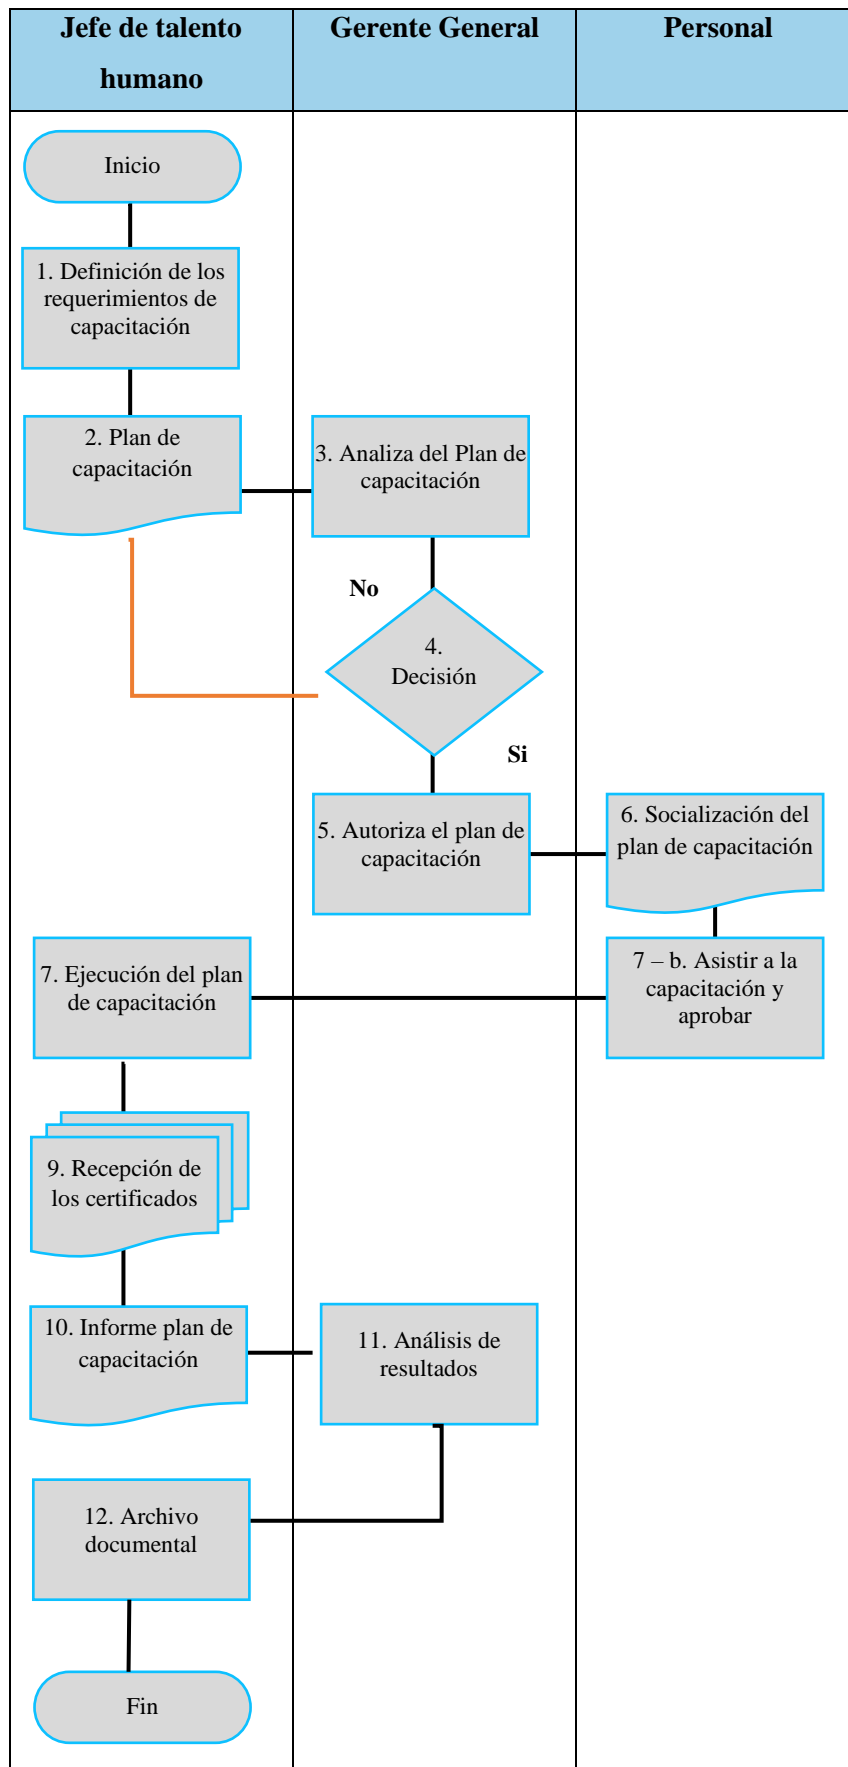 Jefe de talento
humano
Gerente General
Personal
Inicio
1. Definición de los
requerimientos de
capacitación
2. Plan de
capacitación
3. Analiza del Plan de
capacitación
No
4.
Decisión
Si
5. Autoriza el plan de
capacitación
6. Socialización del
plan de capacitación
7. Ejecución del plan
de capacitación
7 – b. Asistir a la
capacitación y
aprobar
9. Recepción de
los certificados
10. Informe plan de
capacitación
11. Análisis de
resultados
12. Archivo
documental
Fin